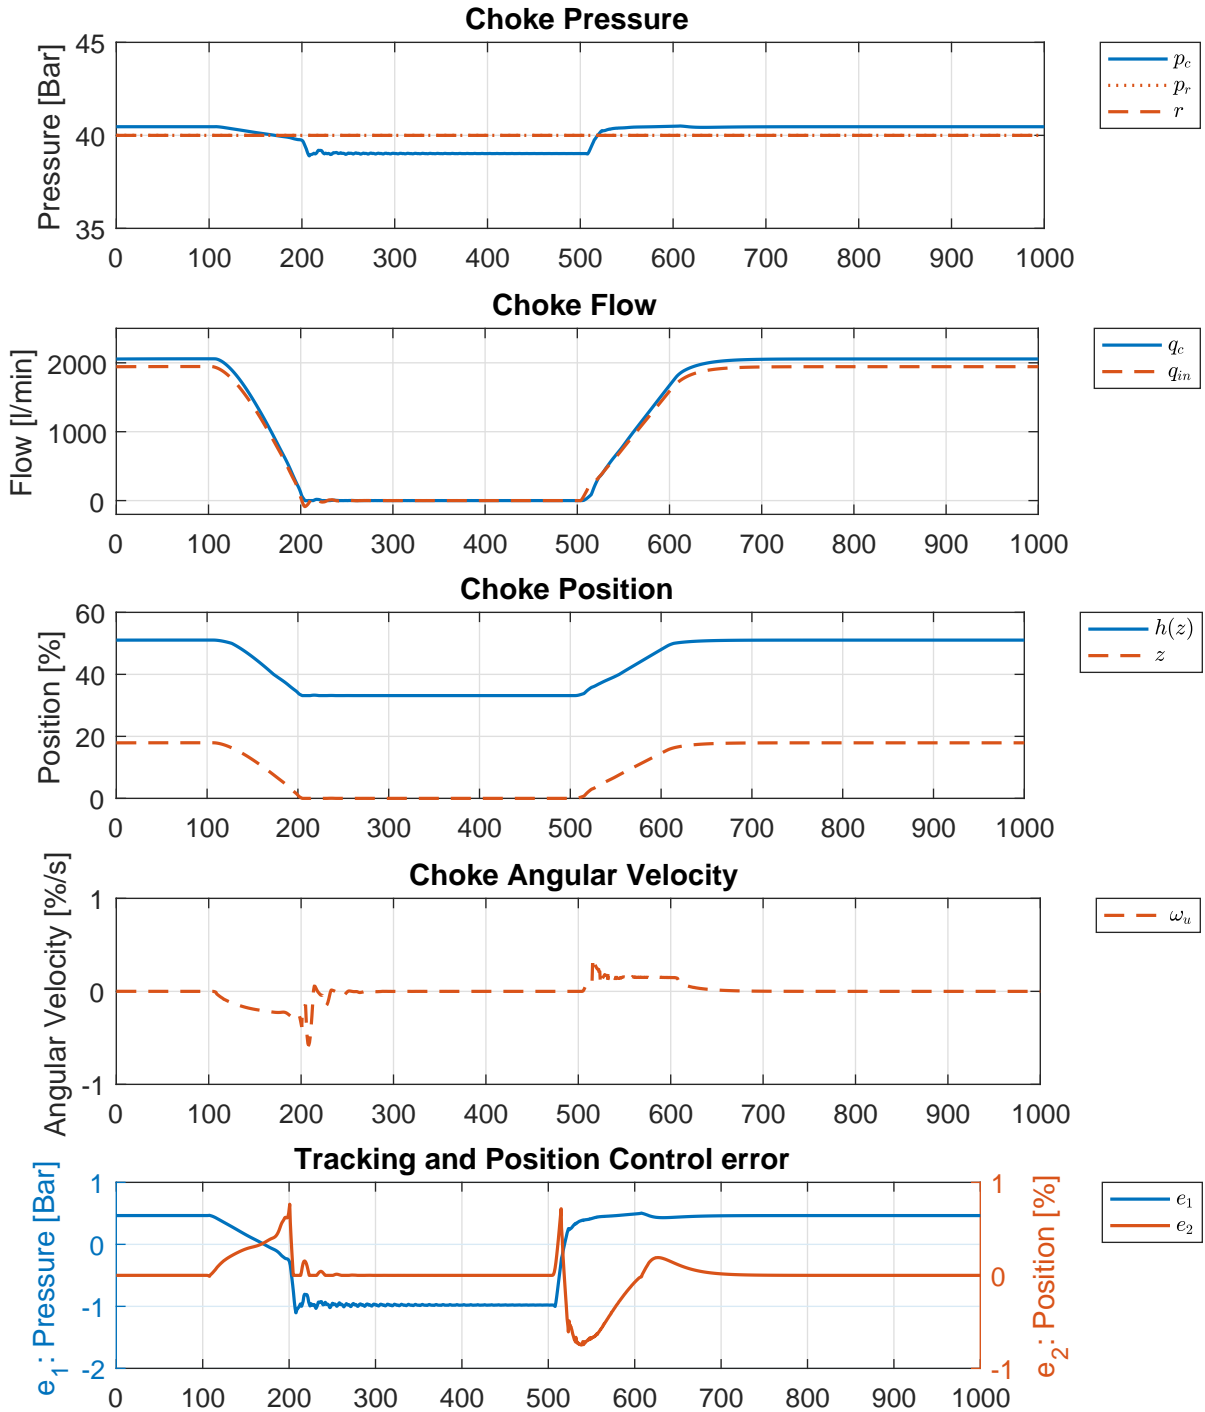 Choke Pressure
Pressure [Bar]
45
40
35
0 100 200 300 400 500 600 700 800 900 1000
p_c
p_r
r
Choke Flow
Flow [l/min]
2000
1000
0
0 100 200 300 400 500 600 700 800 900 1000
q_c
q_in
Choke Position
Position [%]
60
40
20
0
0 100 200 300 400 500 600 700 800 900 1000
h(z)
z
Choke Angular Velocity
Angular Velocity [%/s]
1
0
-1
0 100 200 300 400 500 600 700 800 900 1000
ω_u
Tracking and Position Control error
e_1: Pressure [Bar]
1
0
-1
-2
0 100 200 300 400 500 600 700 800 900 1000
1
0
-1
e_2: Position [%]
e_1
e_2